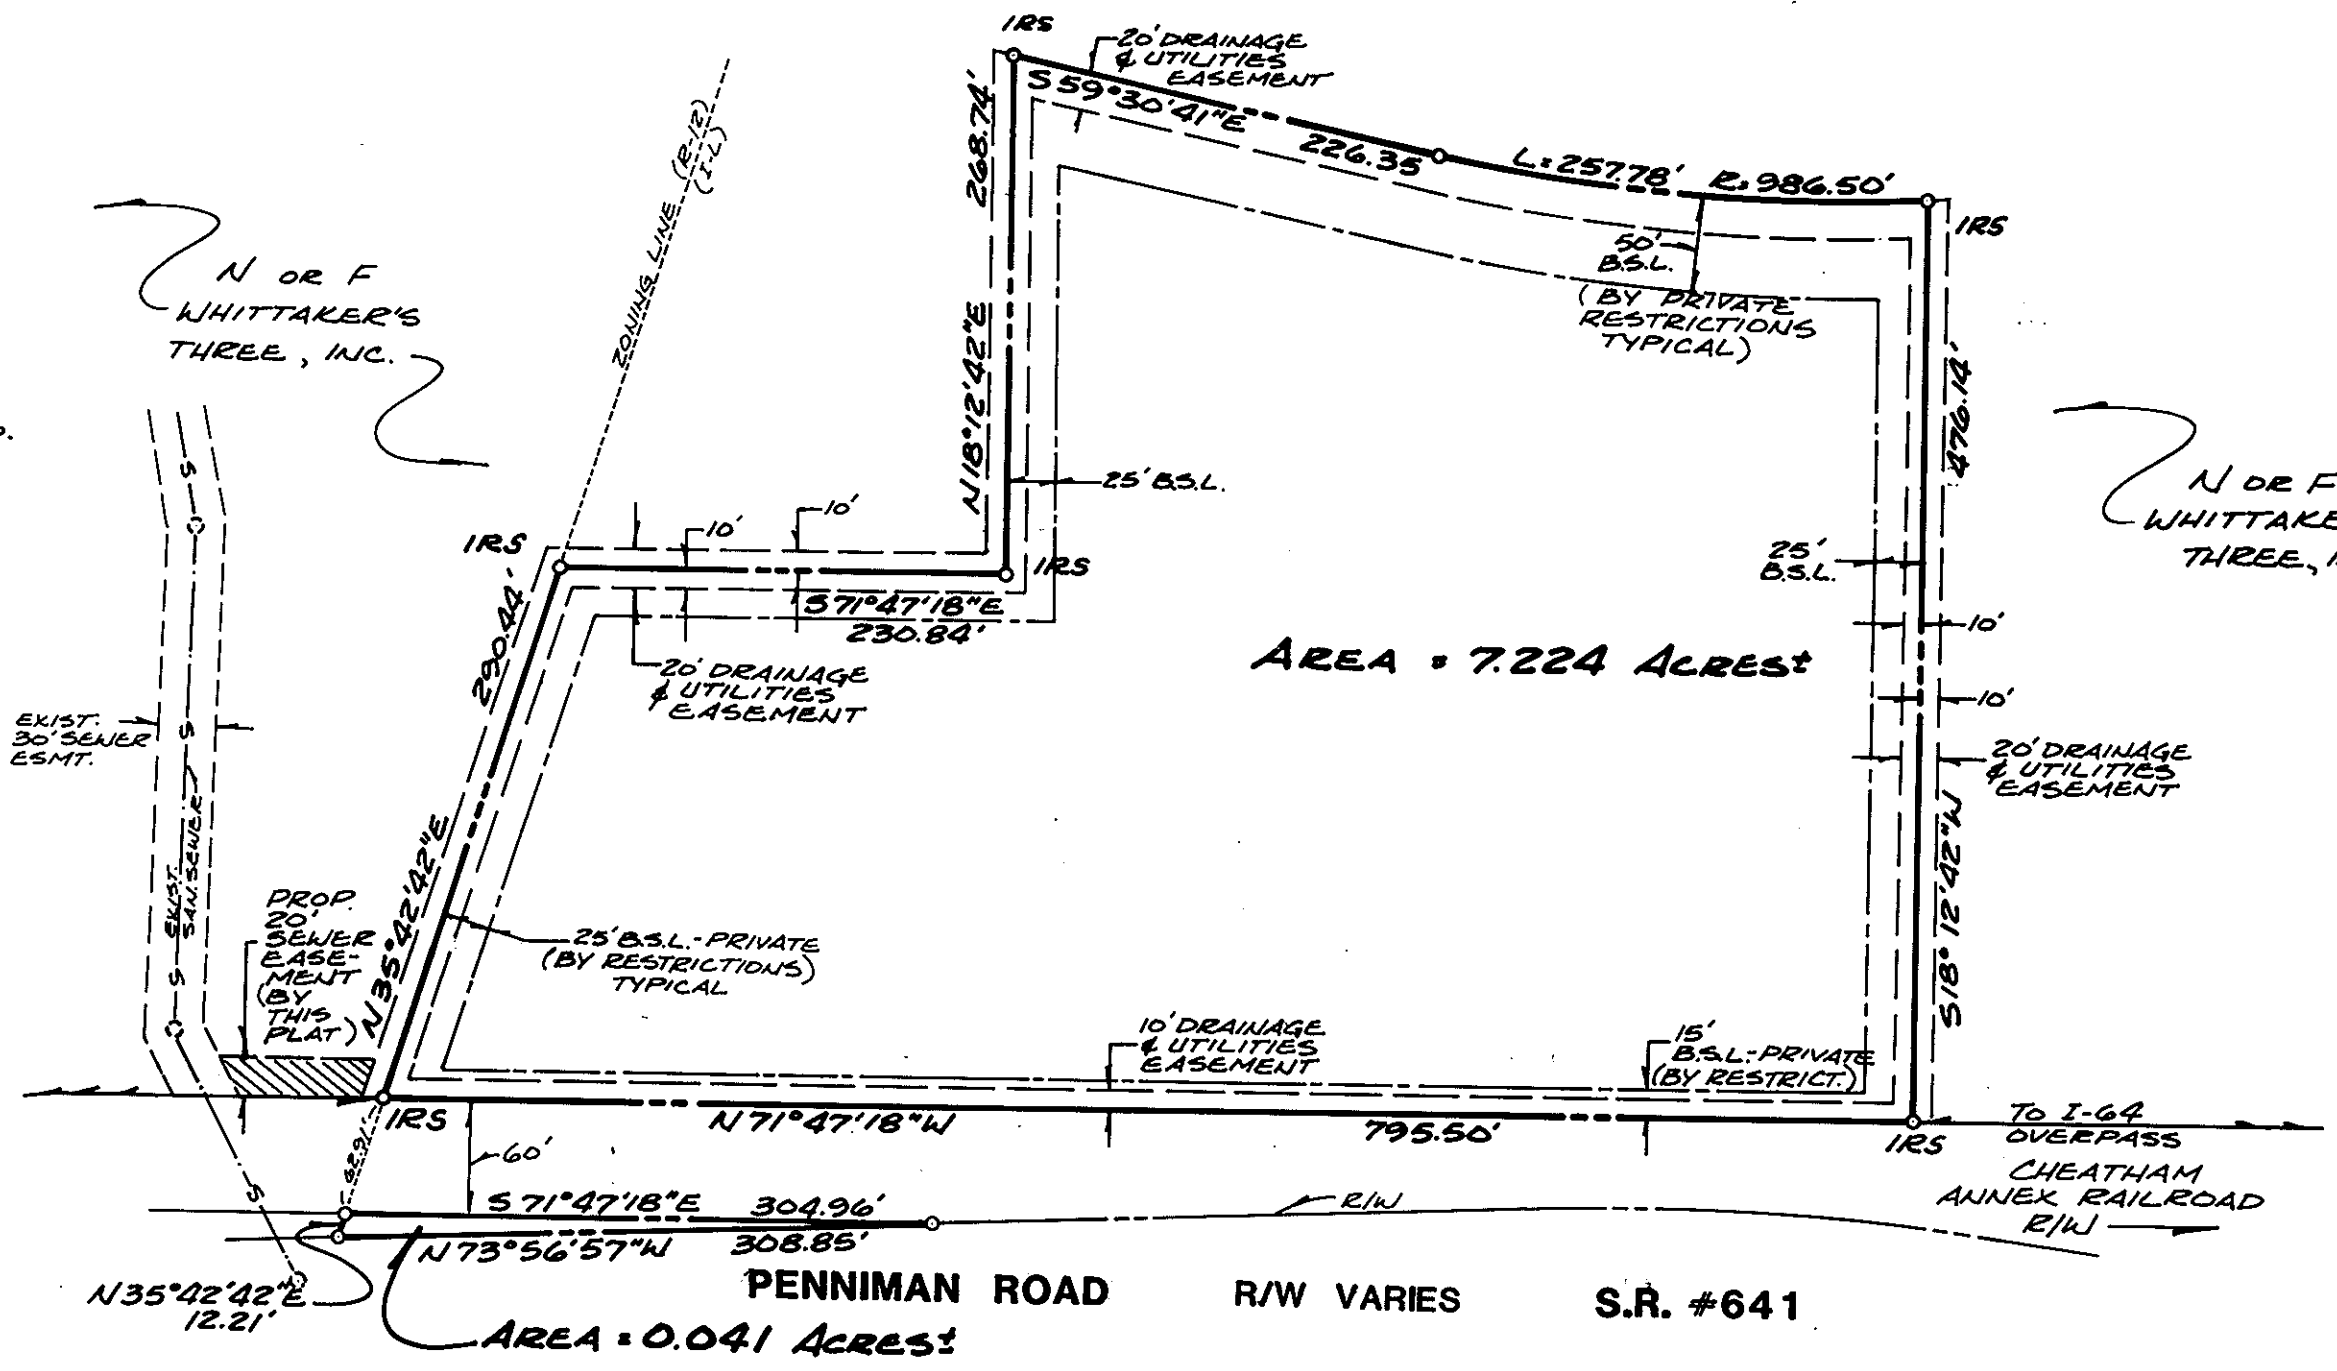 IRS
20' DRAINAGE
& UTILITIES
EASEMENT
S 59°30'41"E
226.35
L=257.78' R=986.50'
IRS
268.74'
N18°12'42"E
ZONING LINE (R-12)
(I-L)
N OR F
WHITTAKER'S
THREE, INC.
50'
B.S.L.
(BY PRIVATE
RESTRICTIONS
TYPICAL)
476.14'
25' B.S.L.
N OR F
WHITTAKE
THREE,
10'
10'
IRS
IRS
S71°47'18"E
230.84'
25'
B.S.L.
10'
10'
AREA = 7.224 ACRES±
20' DRAINAGE
& UTILITIES
EASEMENT
290.44'
N35°42'42"E
EXIST.
30' SEWER
ESMT.
S
S
EXIST.
SAN. SEWER
S
S
20' DRAINAGE
& UTILITIES
EASEMENT
S18°12'42"W
PROP.
20'
SEWER
EASE-
MENT
(BY
THIS
PLAT)
25' B.S.L.-PRIVATE
(BY RESTRICTIONS)
TYPICAL
10' DRAINAGE
& UTILITIES
EASEMENT
15'
B.S.L.-PRIVATE
(BY RESTRICT.)
IRS
N71°47'18"W
795.50'
IRS
TO I-64
OVERPASS
CHEATHAM
ANNEX RAILROAD
R/W
62.91'
60'
S 71°47'18"E 304.96'
R/W
N73°56'57"W 308.85'
N35°42'42"E
12.21'
PENNIMAN ROAD R/W VARIES S.R. #641
AREA = 0.041 ACRES±